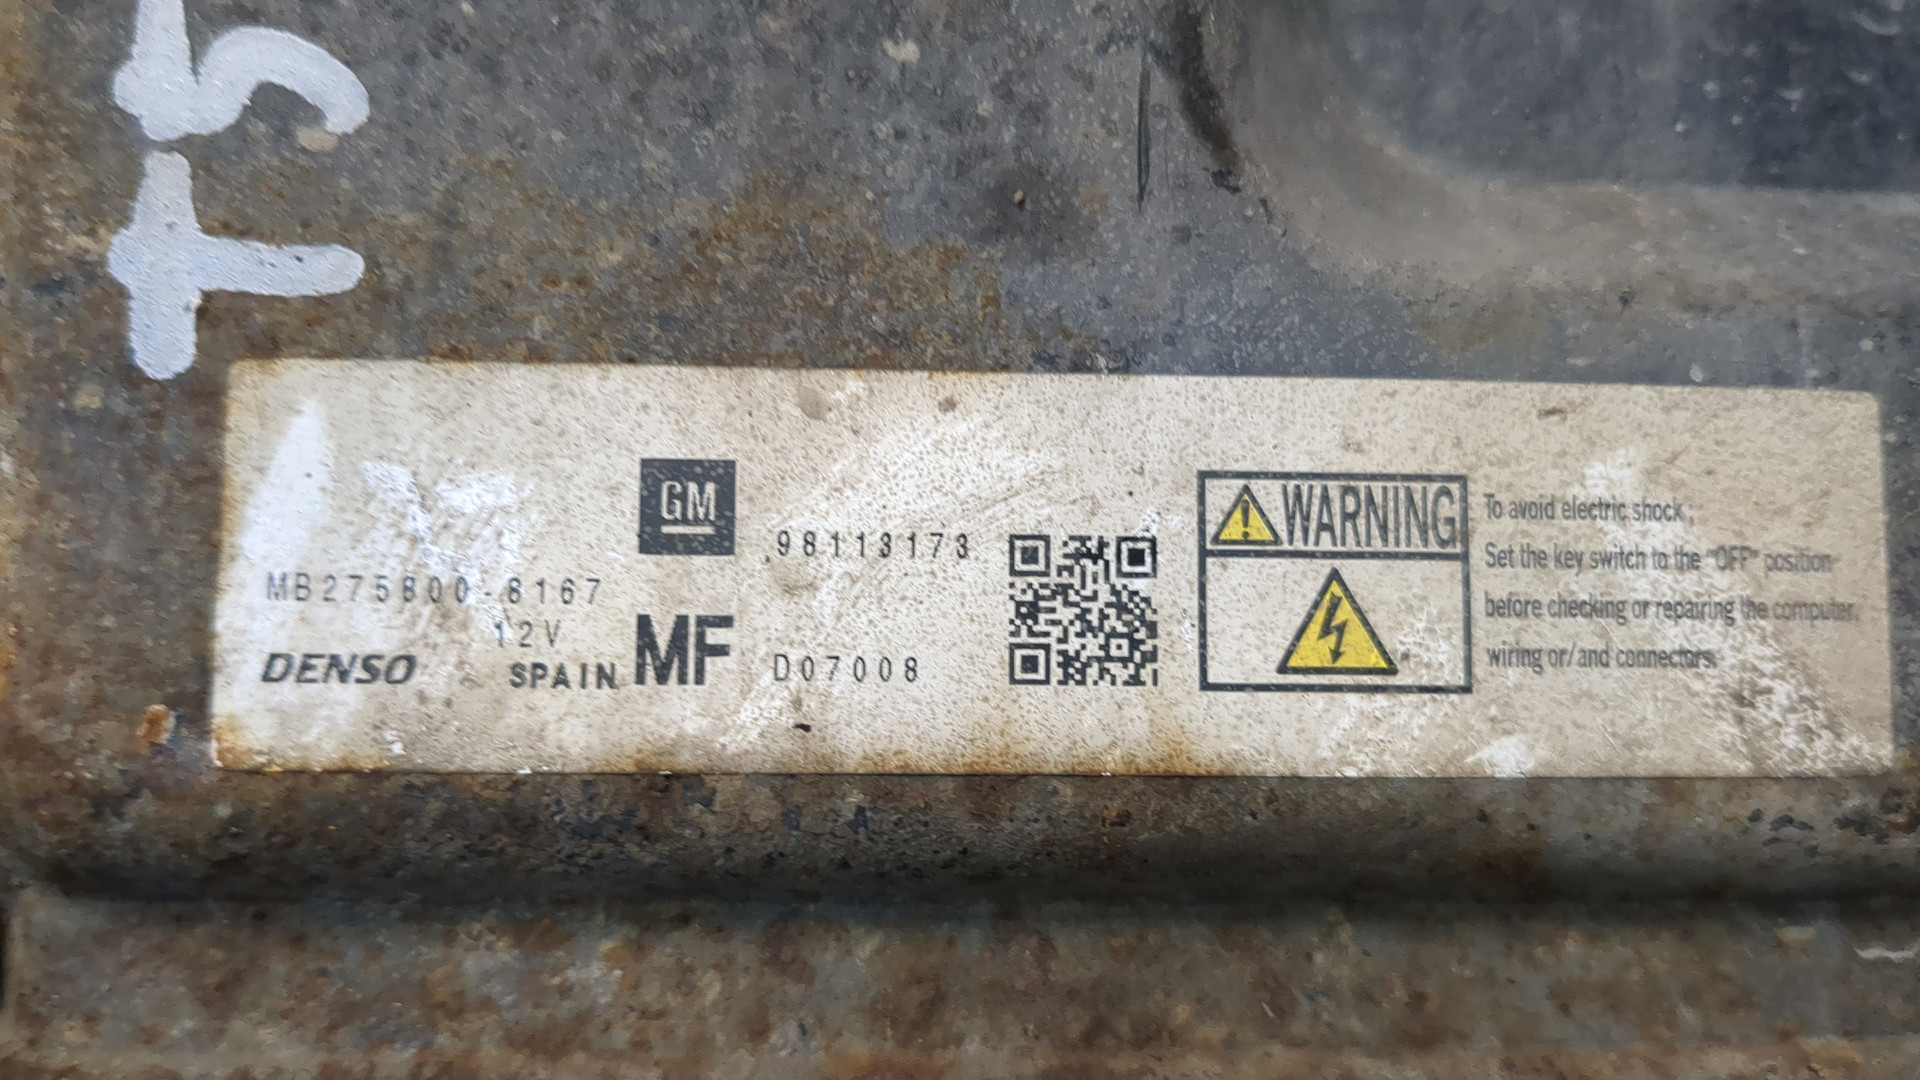 GM
98113173
MB275800-8167
12V
DENSO
SPAIN
MF
D07008
WARNING
To avoid electric shock ;
Set the key switch to the "OFF" position
before checking or repairing the computer,
wiring or/and connectors.